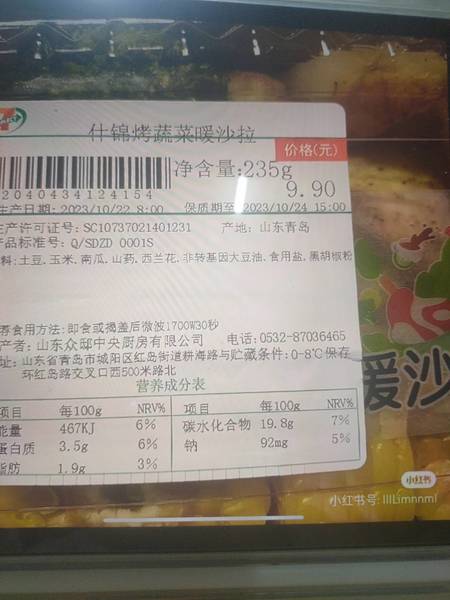 什锦烤蔬菜暖沙拉
价格(元)
净含量:235g
9.90
2040434124154
生产日期:2023/10/22 8:00 保质期至2023/10/24 15:00
产许可证号:SC10737021401231 产地:山东青岛
品标准号:Q/SDZD 0001S
料:土豆,玉米,南瓜,山药,西兰花,非转基因大豆油,食用盐,黑胡椒粉
荐食用方法:即食或揭盖后微波1700W30秒
产者:山东众邸中央厨房有限公司 电话:0532-87036465
址:山东省青岛市城阳区红岛街道耕海路与贮藏条件:0-8℃保存
环红岛路交叉口西500米路北
营养成分表
项目 每100g NRV% 项目 每100g NRV%
能量 467KJ 6% 碳水化合物 19.8g 7%
蛋白质 3.5g 6% 钠 92mg 5%
脂肪 1.9g 3%
暖沙
小红书
小红书号: lllLimnnml